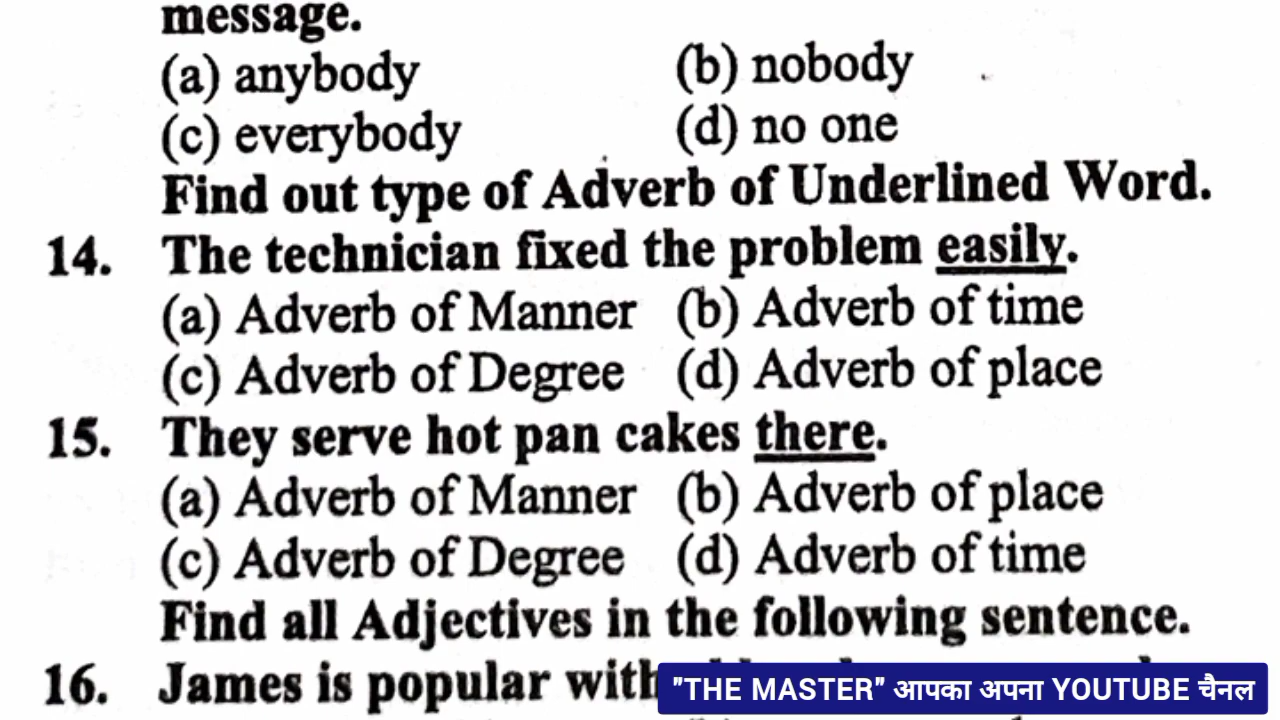 message.
(a) anybody (b) nobody
(c) everybody (d) no one
Find out type of Adverb of Underlined Word.
14. The technician fixed the problem easily.
(a) Adverb of Manner (b) Adverb of time
(c) Adverb of Degree (d) Adverb of place
15. They serve hot pan cakes there.
(a) Adverb of Manner (b) Adverb of place
(c) Adverb of Degree (d) Adverb of time
Find all Adjectives in the following sentence.
16. James is popular with
"THE MASTER" आपका अपना YOUTUBE चैनल